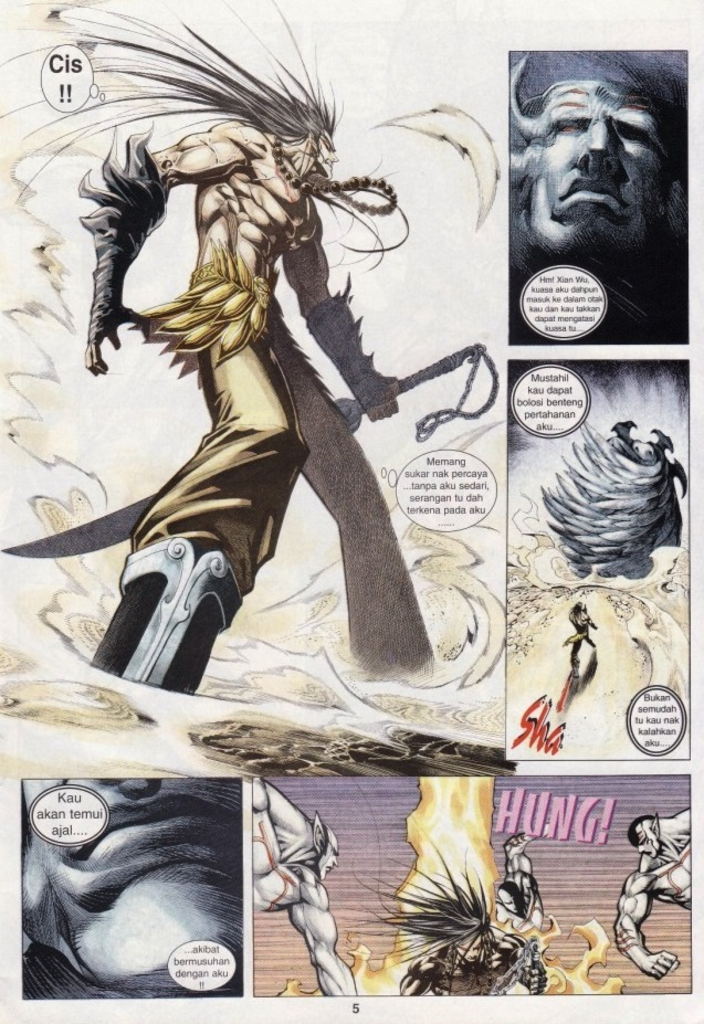 Cis
!!
Memang
sukar nak percaya
...tanpa aku sedari,
serangan tu dah
terkena pada aku
......
Hm! Xian Wu,
kuasa aku dahpun
masuk ke dalam otak
kau dan kau takkan
dapat mengatasi
kuasa tu...
Mustahil
kau dapat
bolosi benteng
pertahanan
aku....
Sha
Bukan
semudah
tu kau nak
kalahkan
aku....
Kau
akan temui
ajal....
...akibat
bermusuhan
dengan aku
!!
HUNG!
5